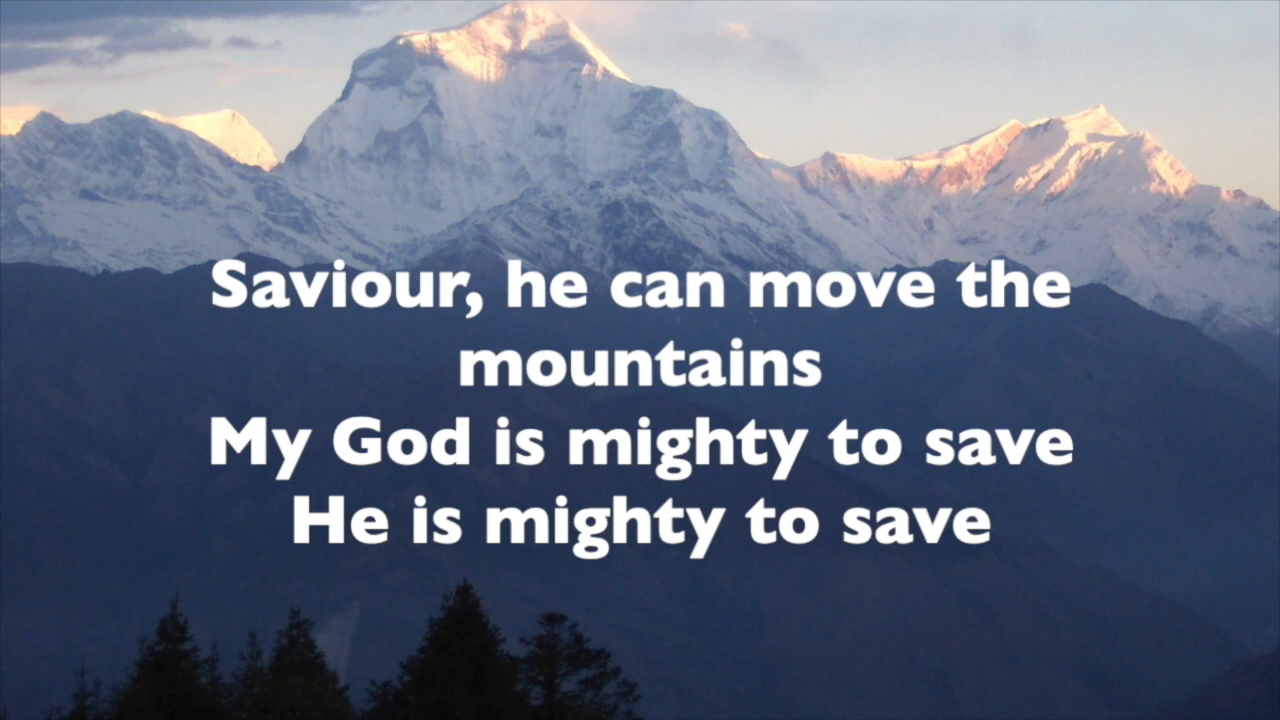 Saviour, he can move the
mountains
My God is mighty to save
He is mighty to save